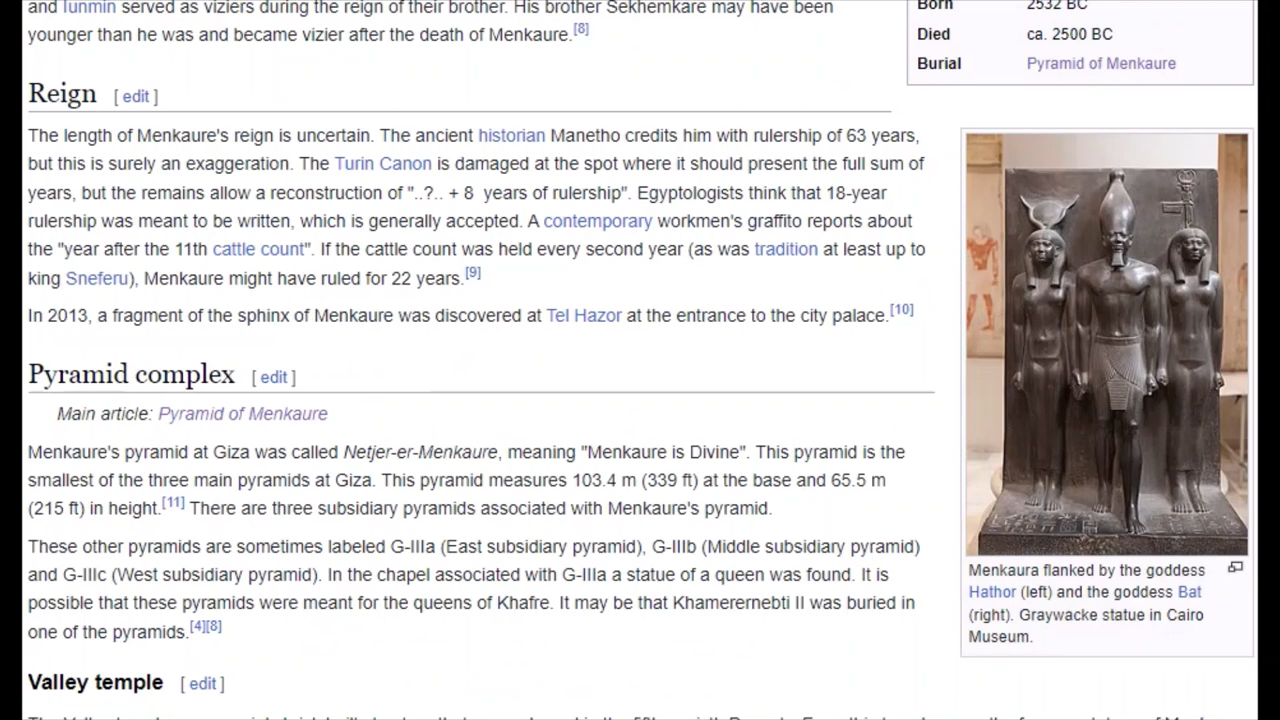 and Iunmin served as viziers during the reign of their brother. His brother Sekhemkare may have been
younger than he was and became vizier after the death of Menkaure.[8]
Born 2532 BC
Died ca. 2500 BC
Burial Pyramid of Menkaure
Reign [ edit ]
The length of Menkaure's reign is uncertain. The ancient historian Manetho credits him with rulership of 63 years,
but this is surely an exaggeration. The Turin Canon is damaged at the spot where it should present the full sum of
years, but the remains allow a reconstruction of "..?.. + 8 years of rulership". Egyptologists think that 18-year
rulership was meant to be written, which is generally accepted. A contemporary workmen's graffito reports about
the "year after the 11th cattle count". If the cattle count was held every second year (as was tradition at least up to
king Sneferu), Menkaure might have ruled for 22 years.[9]
In 2013, a fragment of the sphinx of Menkaure was discovered at Tel Hazor at the entrance to the city palace.[10]
Pyramid complex [ edit ]
Main article: Pyramid of Menkaure
Menkaure's pyramid at Giza was called Netjer-er-Menkaure, meaning "Menkaure is Divine". This pyramid is the
smallest of the three main pyramids at Giza. This pyramid measures 103.4 m (339 ft) at the base and 65.5 m
(215 ft) in height.[11] There are three subsidiary pyramids associated with Menkaure's pyramid.
These other pyramids are sometimes labeled G-IIIa (East subsidiary pyramid), G-IIIb (Middle subsidiary pyramid)
and G-IIIc (West subsidiary pyramid). In the chapel associated with G-IIIa a statue of a queen was found. It is
possible that these pyramids were meant for the queens of Khafre. It may be that Khamerernebti II was buried in
one of the pyramids.[4][8]
Menkaura flanked by the goddess
Hathor (left) and the goddess Bat
(right). Graywacke statue in Cairo
Museum.
Valley temple [ edit ]